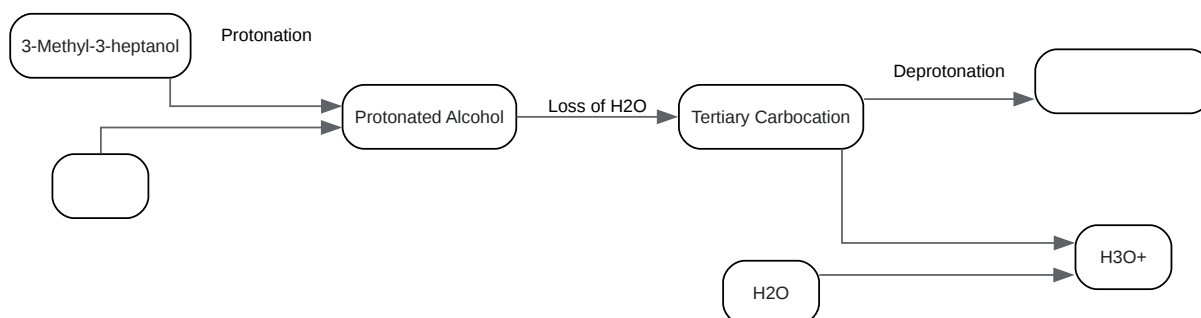 3-Methyl-3-heptanol
Protonation
Protonated Alcohol
Loss of H2O
Tertiary Carbocation
Deprotonation
H2O
H3O+